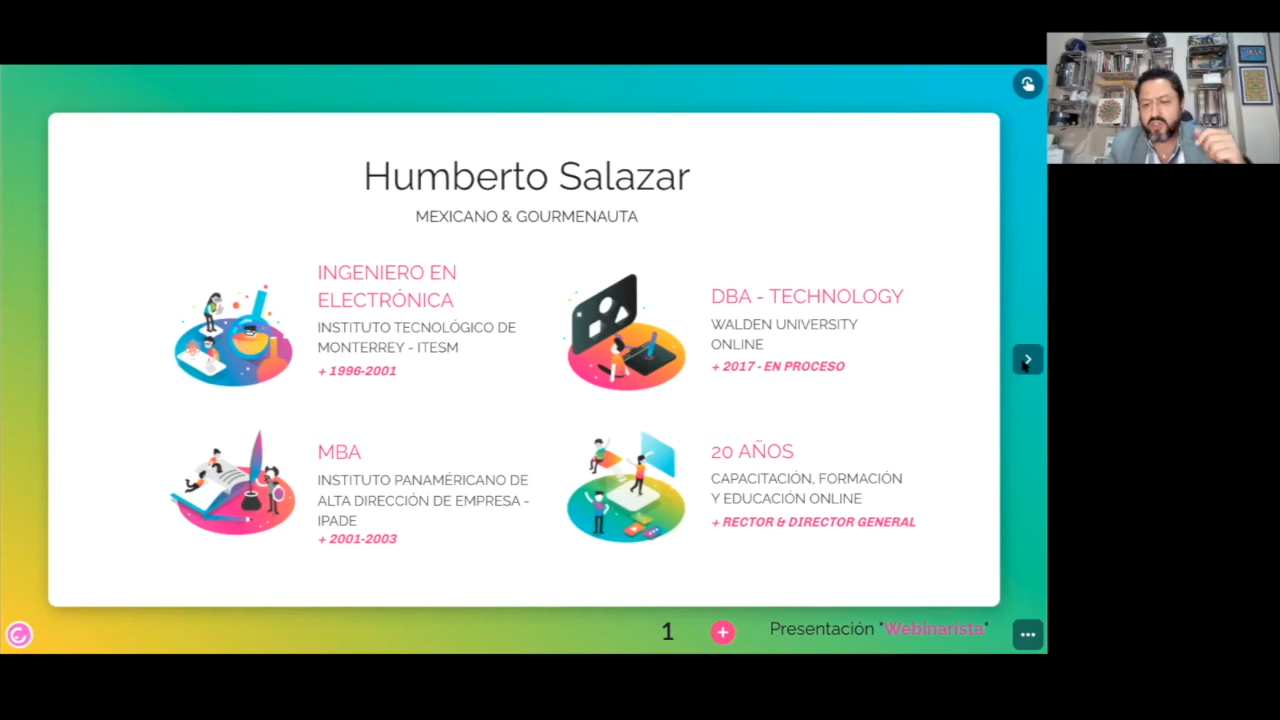 Humberto Salazar
MEXICANO & GOURMENAUTA
INGENIERO EN
ELECTRÓNICA
INSTITUTO TECNOLÓGICO DE
MONTERREY - ITESM
+ 1996-2001
DBA - TECHNOLOGY
WALDEN UNIVERSITY
ONLINE
+ 2017 - EN PROCESO
MBA
INSTITUTO PANAMÉRICANO DE
ALTA DIRECCIÓN DE EMPRESA -
IPADE
+ 2001-2003
20 AÑOS
CAPACITACIÓN, FORMACIÓN
Y EDUCACIÓN ONLINE
+ RECTOR & DIRECTOR GENERAL
1
Presentación "Webinarista"